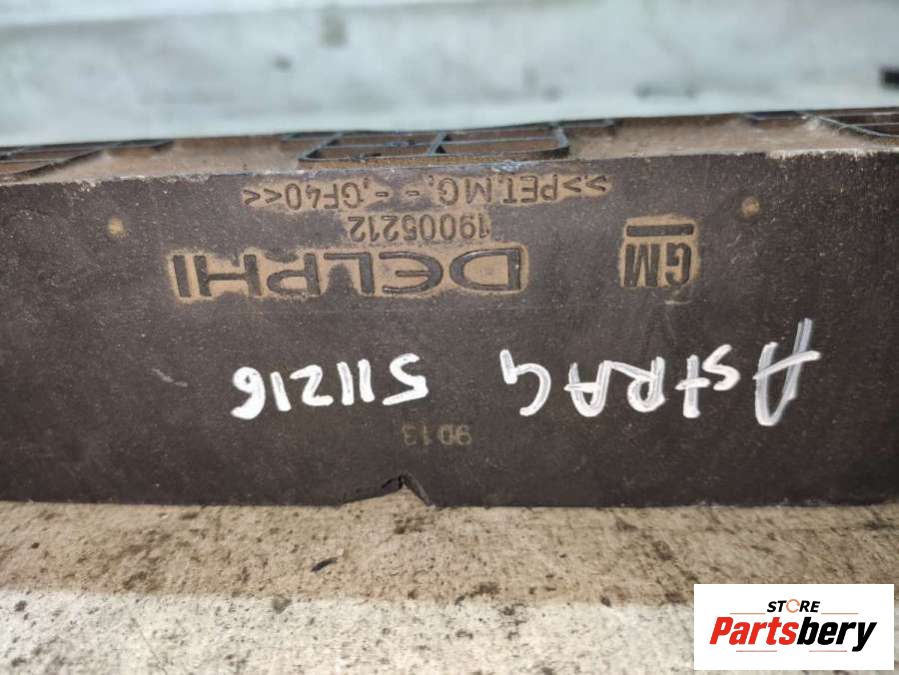 9D13
AstRA G 511216
GM DELPHI
19005212
>>PET.MG,-<-,GF40<<
STORE
Partsbery